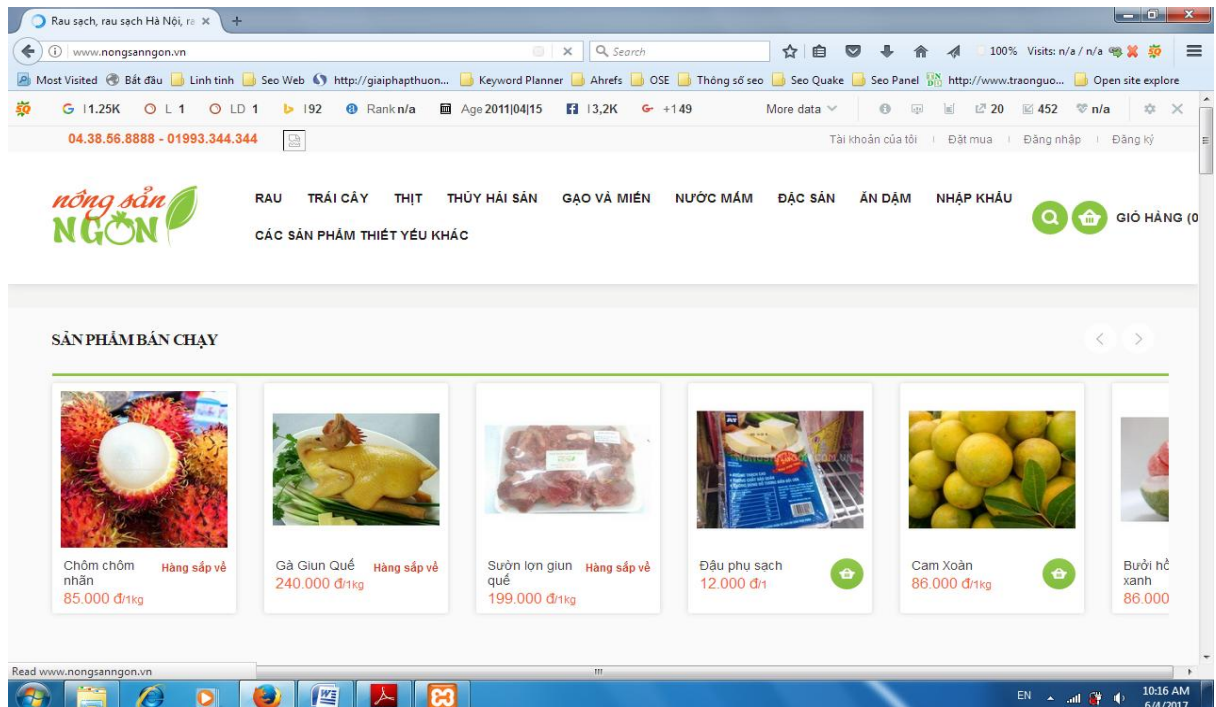 Rau sạch, rau sạch Hà Nội, ra
www.nongsanngon.vn
Search
100% Visits: n/a / n/a
Most Visited Bắt đầu Linh tinh Seo Web http://giaiphapthuon... Keyword Planner Ahrefs OSE Thông số seo Seo Quake Seo Panel http://www.traonguo... Open site explore
SQ G I1.25K L 1 LD 1 I92 Rank n/a Age 2011|04|15 I3,2K G+ +1 49 More data 20 452 n/a
04.38.56.8888 - 01993.344.344
Tài khoản của tôi Đặt mua Đăng nhập Đăng ký
nông sản
NGON
RAU TRÁI CÂY THỊT THỦY HẢI SẢN GẠO VÀ MIẾN NƯỚC MẮM ĐẶC SẢN ĂN DẶM NHẬP KHẨU
CÁC SẢN PHẨM THIẾT YẾU KHÁC
GIỎ HÀNG (0
SẢN PHẨM BÁN CHẠY
Chôm chôm nhãn
Hàng sắp về
85.000 đ/1kg
Gà Giun Quế
Hàng sắp về
240.000 đ/1kg
Sườn lợn giun quế
Hàng sắp về
199.000 đ/1kg
Đậu phụ sạch
12.000 đ/1
Cam Xoàn
86.000 đ/1kg
Bưởi hồ
xanh
86.000
Read www.nongsanngon.vn
EN
10:16 AM
6/4/2017